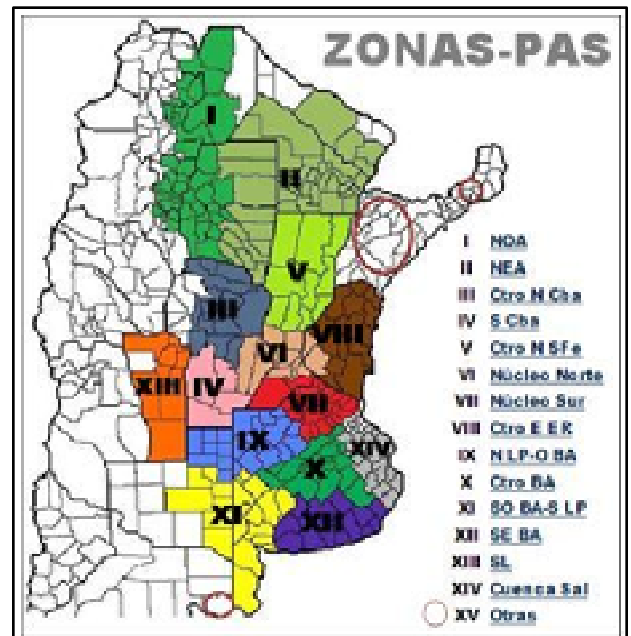 ZONAS-PAS
I
II
III
V
VI
VIII
XIII
IV
VII
IX
XIV
X
XI
XII
I NOA
II NEA
III Ctro N Cba
IV S Cba
V Ctro N SFe
VI Núcleo Norte
VII Núcleo Sur
VIII Ctro E ER
IX N LP-O BA
X Ctro BA
XI SO BA-S LP
XII SE BA
XIII SL
XIV Cuenca Sal
XV Otras